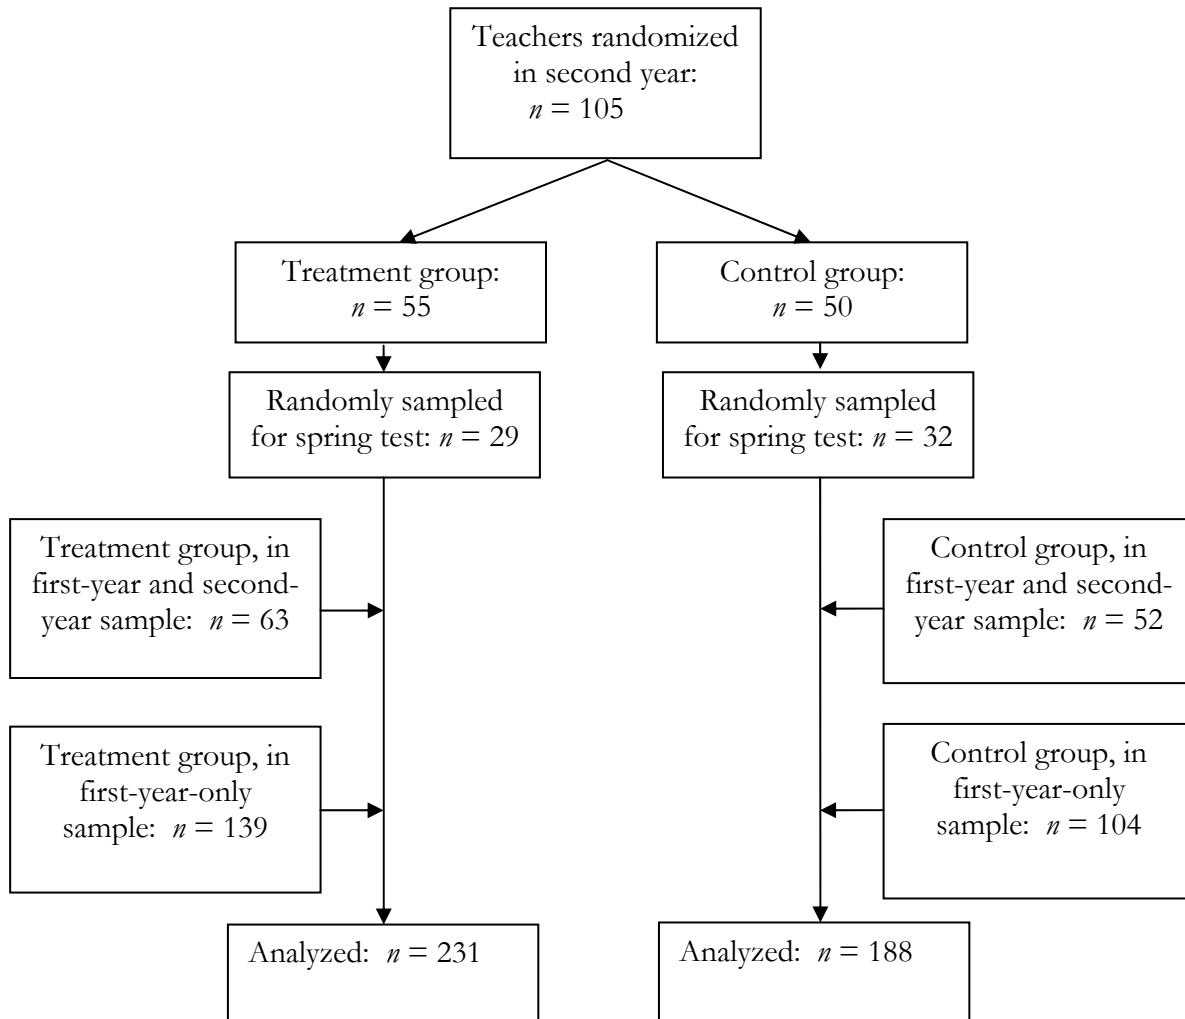 Teachers randomized
in second year:
n = 105
Treatment group:
n = 55
Control group:
n = 50
Randomly sampled
for spring test: n = 29
Randomly sampled
for spring test: n = 32
Treatment group, in
first-year and second-
year sample: n = 63
Control group, in
first-year and second-
year sample: n = 52
Treatment group, in
first-year-only
sample: n = 139
Control group, in
first-year-only
sample: n = 104
Analyzed: n = 231
Analyzed: n = 188